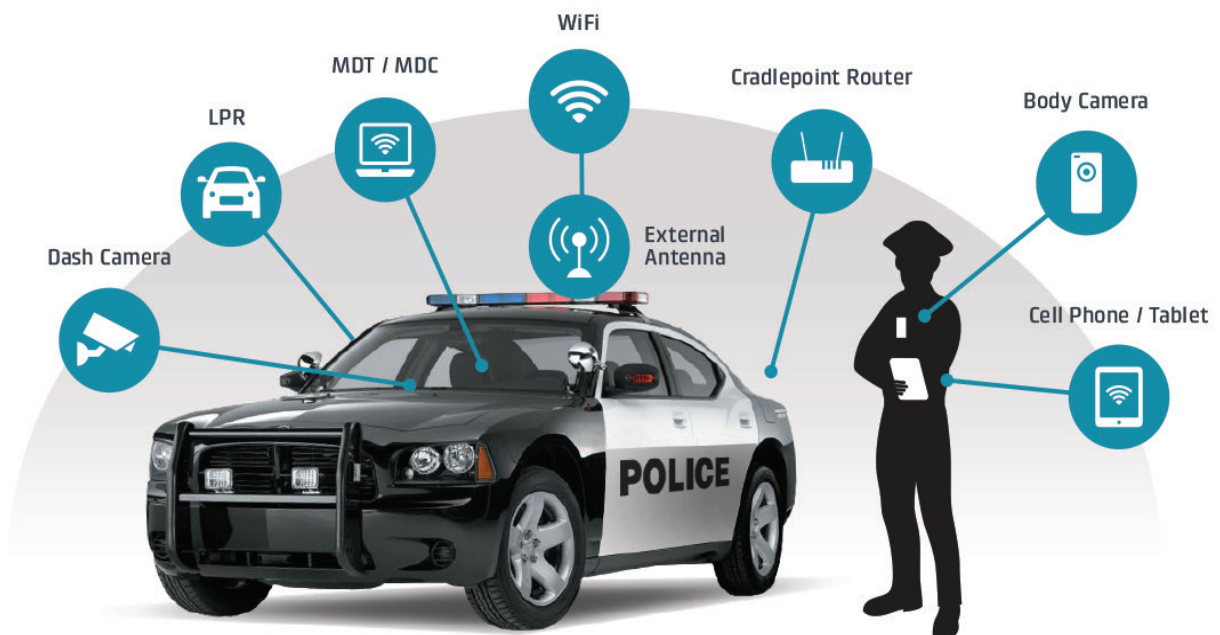 WiFi
MDT / MDC
Cradlepoint Router
LPR
Body Camera
External
Antenna
Dash Camera
Cell Phone / Tablet
POLICE